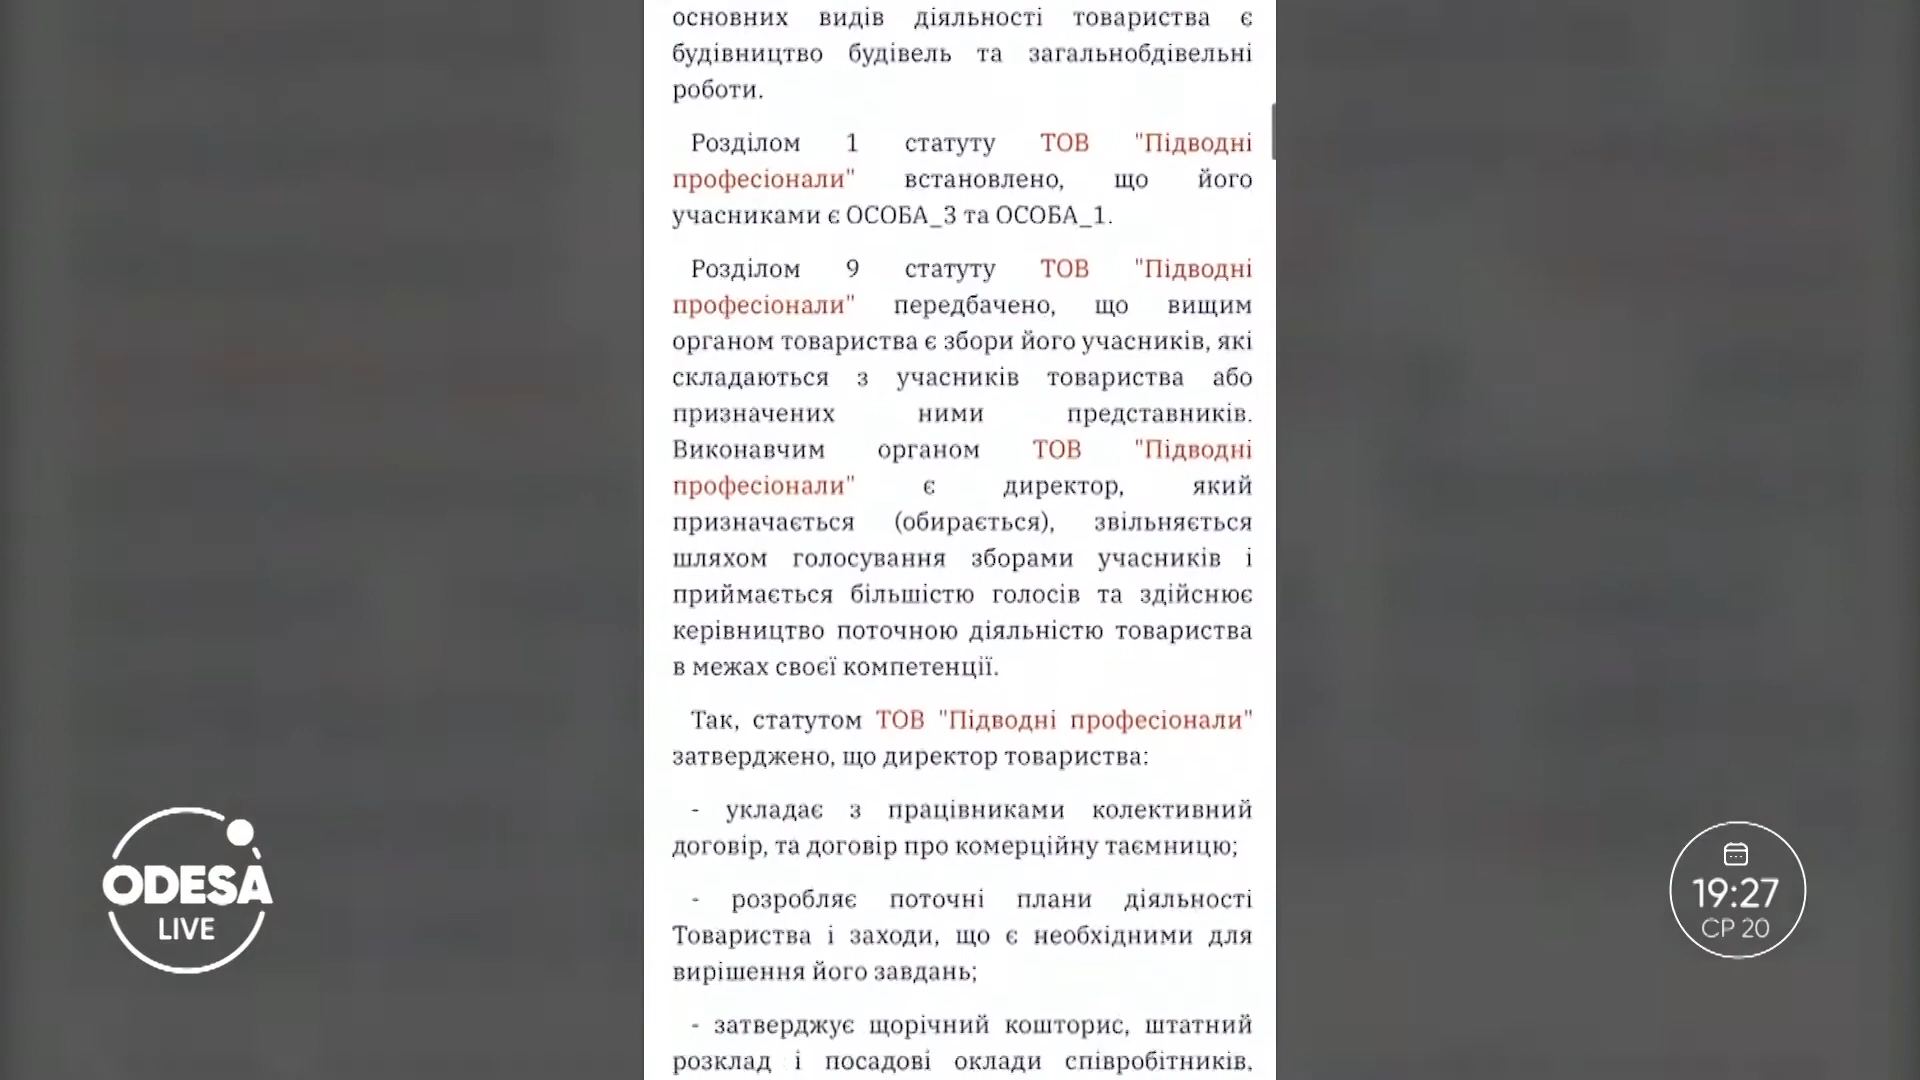 основних видів діяльності товариства є
будівництво будівель та загальнобдівельні
роботи.
Розділом 1 статуту ТОВ "Підводні
професіонали" встановлено, що його
учасниками є ОСОБА_3 та ОСОБА_1.
Розділом 9 статуту ТОВ "Підводні
професіонали" передбачено, що вищим
органом товариства є збори його учасників, які
складаються з учасників товариства або
призначених ними представників.
Виконавчим органом ТОВ "Підводні
професіонали" є директор, який
призначається (обирається), звільняється
шляхом голосування зборами учасників і
приймається більшістю голосів та здійснює
керівництво поточною діяльністю товариства
в межах своєї компетенції.
Так, статутом ТОВ "Підводні професіонали"
затверджено, що директор товариства:
- укладає з працівниками колективний
договір, та договір про комерційну таємницю;
- розробляє поточні плани діяльності
Товариства і заходи, що є необхідними для
вирішення його завдань;
- затверджує щорічний кошторис, штатний
розклад і посадові оклади співробітників,
ODESA
LIVE
19:27
СР 20